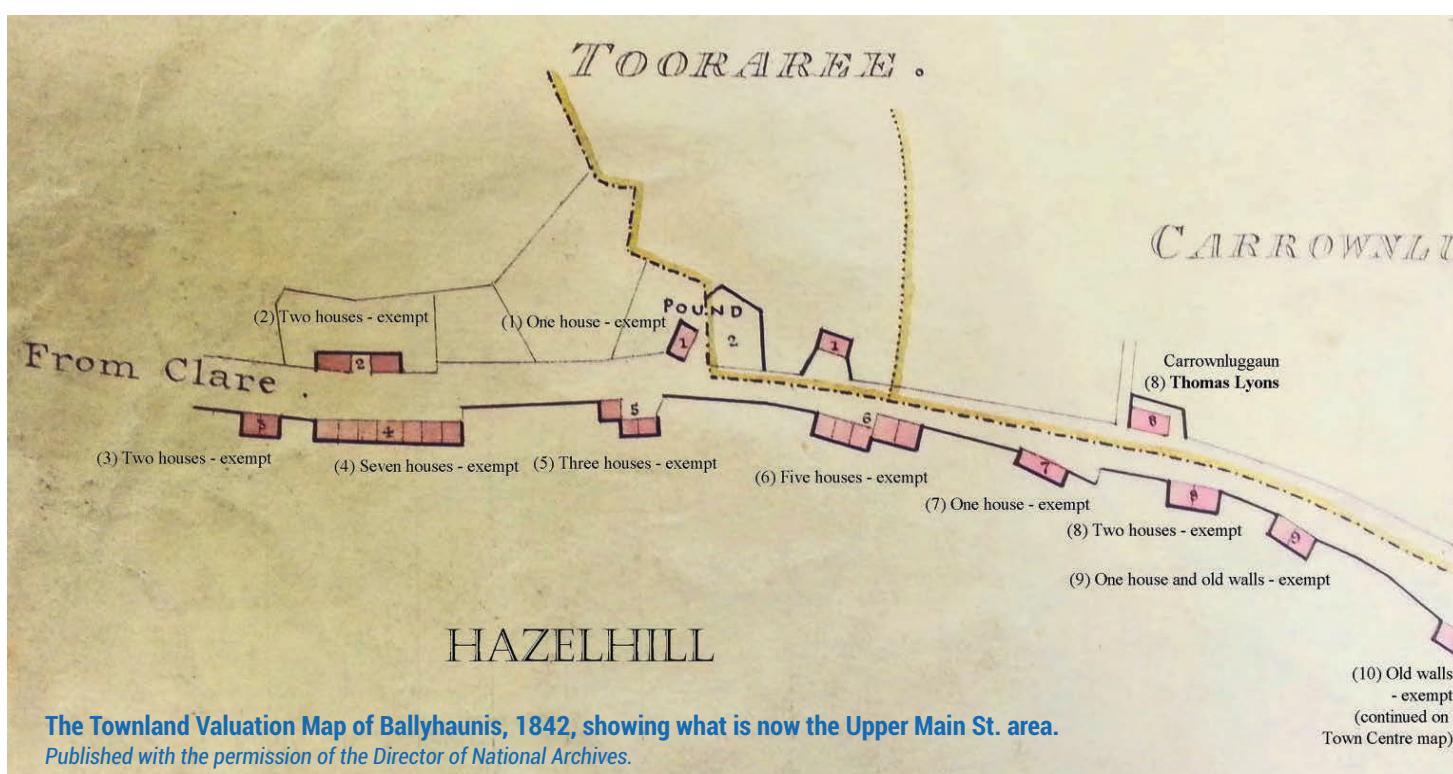 TOORAREE.
CARROWNLU
POUND
(2) Two houses - exempt
(1) One house - exempt
1
2
1
2
From Clare.
Carrownluggaun
(8) Thomas Lyons
8
3
4
5
6
(3) Two houses - exempt
(4) Seven houses - exempt
(5) Three houses - exempt
(6) Five houses - exempt
7
(7) One house - exempt
8
(8) Two houses - exempt
9
(9) One house and old walls - exempt
HAZELHILL
(10) Old walls
- exempt
(continued on
Town Centre map)
The Townland Valuation Map of Ballyhaunis, 1842, showing what is now the Upper Main St. area.
Published with the permission of the Director of National Archives.